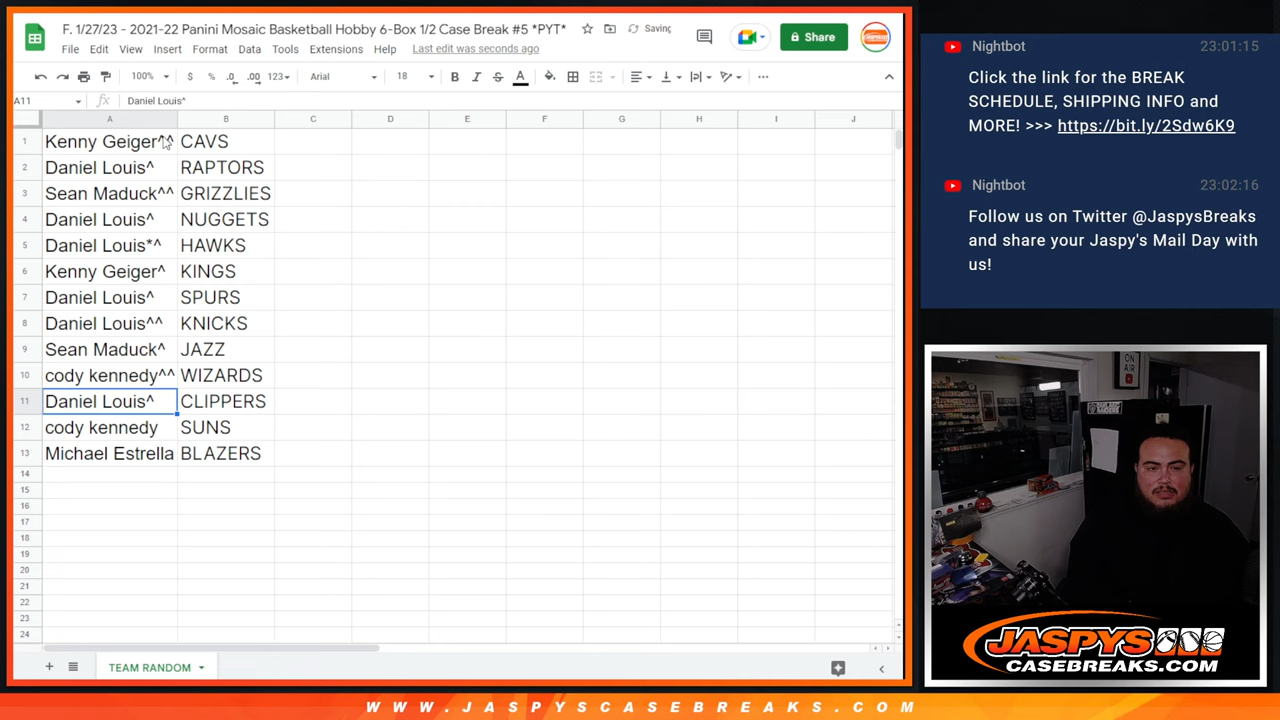 F. 1/27/23 - 2021-22 Panini Mosaic Basketball Hobby 6-Box 1/2 Case Break #5 *PYT*
Saving
Share
File Edit View Insert Format Data Tools Extensions Help Last edit was seconds ago
100% $ % .0 .00 123 Arial 18 B I S A
A11 fx Daniel Louis^
A B C D E F G H I J
1 Kenny Geiger^^ CAVS
2 Daniel Louis^ RAPTORS
3 Sean Maduck^^ GRIZZLIES
4 Daniel Louis^ NUGGETS
5 Daniel Louis*^ HAWKS
6 Kenny Geiger^ KINGS
7 Daniel Louis^ SPURS
8 Daniel Louis^^ KNICKS
9 Sean Maduck^ JAZZ
10 cody kennedy^^ WIZARDS
11 Daniel Louis^ CLIPPERS
12 cody kennedy SUNS
13 Michael Estrella BLAZERS
14
15
16
17
18
19
20
21
22
23
24
TEAM RANDOM
Nightbot 23:01:15
Click the link for the BREAK
SCHEDULE, SHIPPING INFO and
MORE! >>> https://bit.ly/2Sdw6K9
Nightbot 23:02:16
Follow us on Twitter @JaspysBreaks
and share your Jaspy's Mail Day with
us!
ON
AIR
JASPYS
CASEBREAKS.COM
WWW.JASPYSCASEBREAKS.COM